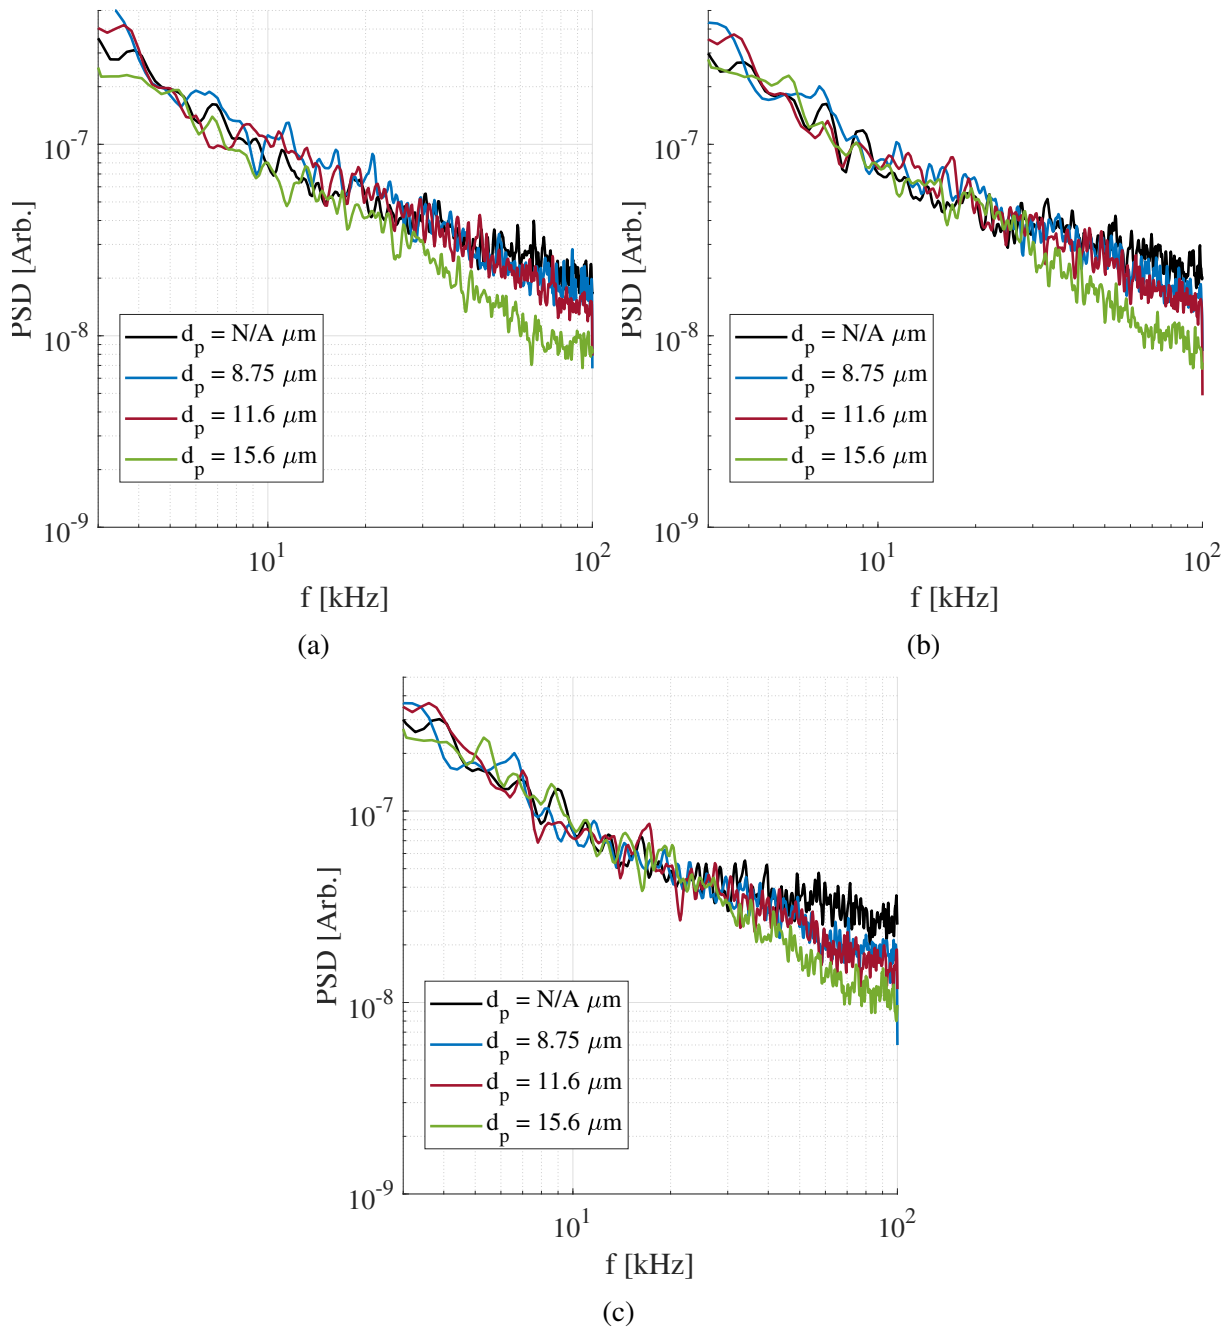 PSD [Arb.]
10^-7
10^-8
10^-9
d_p = N/A μm
d_p = 8.75 μm
d_p = 11.6 μm
d_p = 15.6 μm
10^1
10^2
f [kHz]
(a)
PSD [Arb.]
10^-7
10^-8
10^-9
d_p = N/A μm
d_p = 8.75 μm
d_p = 11.6 μm
d_p = 15.6 μm
10^1
10^2
f [kHz]
(b)
PSD [Arb.]
10^-7
10^-8
10^-9
d_p = N/A μm
d_p = 8.75 μm
d_p = 11.6 μm
d_p = 15.6 μm
10^1
10^2
f [kHz]
(c)